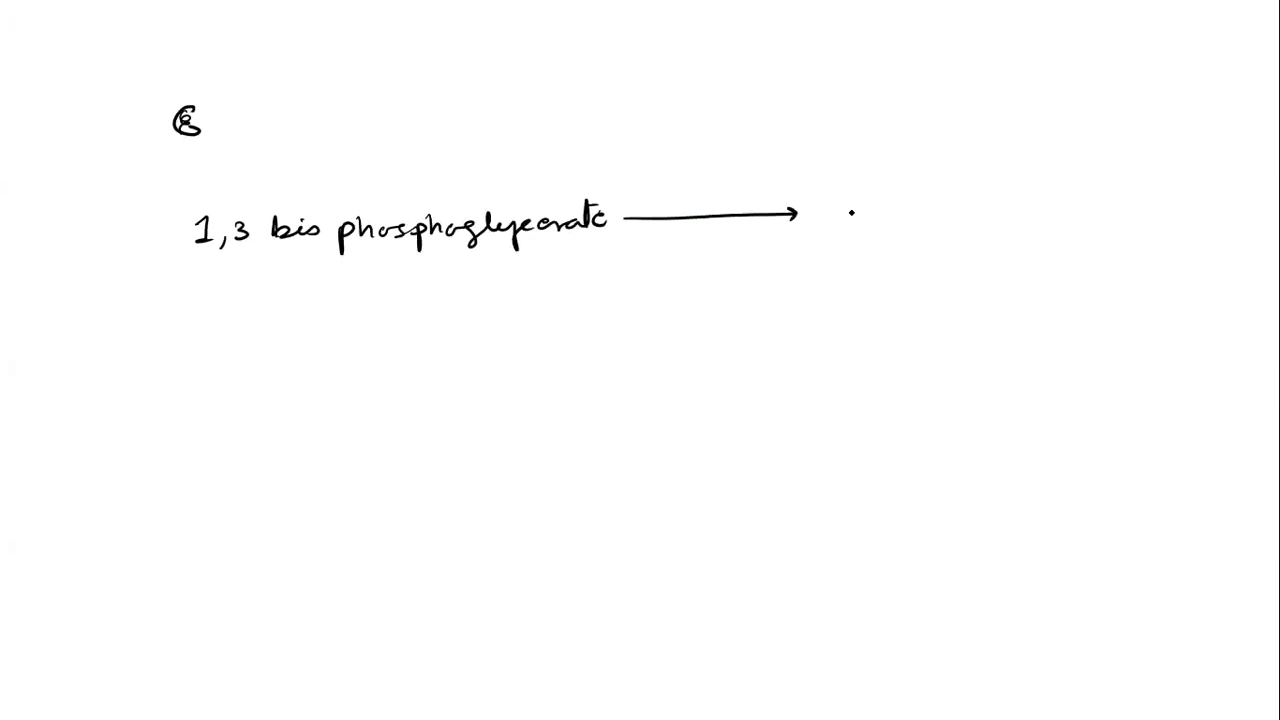 1,3 bis phosphoglycerate →